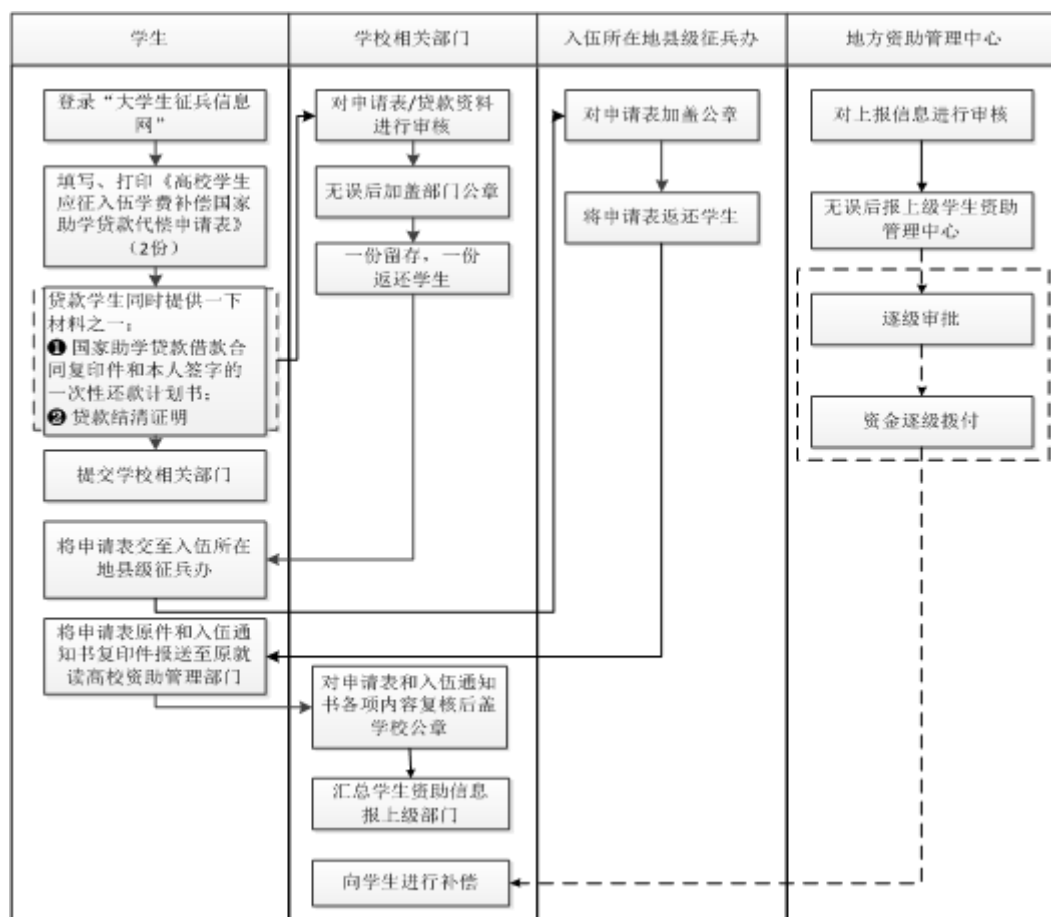 学生
学校相关部门
入伍所在地县级征兵办
地方资助管理中心
登录“大学生征兵信息
网”
填写、打印《高校学生
应征入伍学费补偿国家
助学贷款代偿申请表》
（2份）
贷款学生同时提供一下
材料之一：
❶ 国家助学贷款借款合
同复印件和本人签字的
一次性还款计划书；
❷ 贷款结清证明
提交学校相关部门
将申请表交至入伍所在
地县级征兵办
将申请表原件和入伍通
知书复印件报送至原就
读高校资助管理部门
对申请表/贷款资料
进行审核
无误后加盖部门公章
一份留存，一份
返还学生
对申请表和入伍通知
书各项内容复核后盖
学校公章
汇总学生资助信息
报上级部门
向学生进行补偿
对申请表加盖公章
将申请表返还学生
对上报信息进行审核
无误后报上级学生资助
管理中心
逐级审批
资金逐级拨付